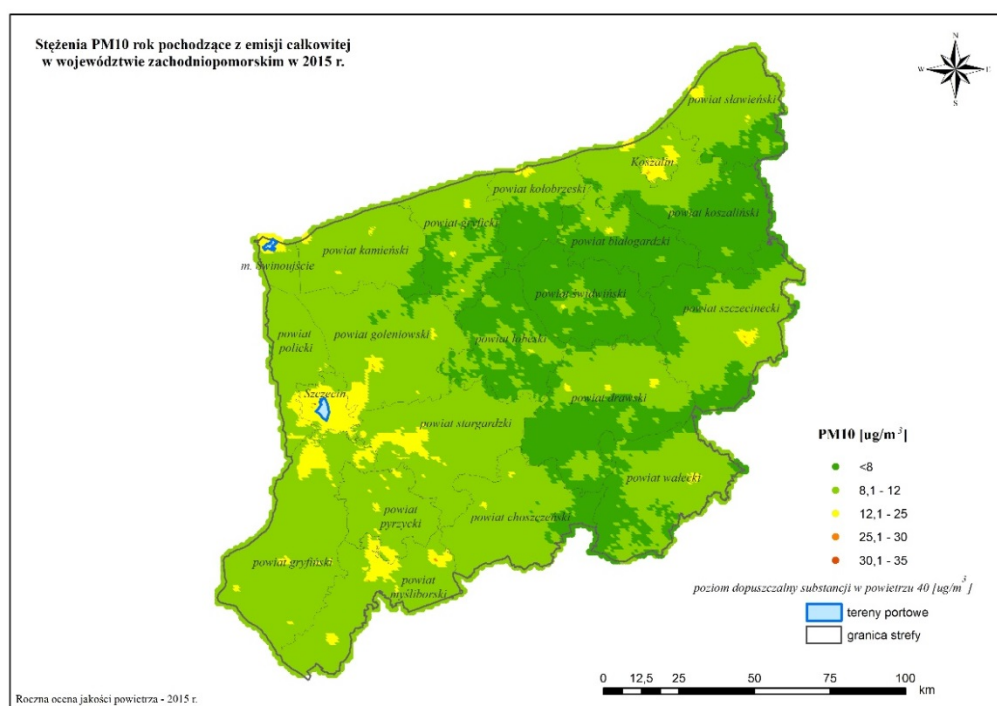 Stężenia PM10 rok pochodzące z emisji całkowitej
w województwie zachodniopomorskim w 2015 r.
N
W
E
S
powiat sławieński
Koszalin
powiat kołobrzeski
powiat koszaliński
powiat gryficki
powiat białogardzki
powiat kamieński
m. Świnoujście
powiat świdwiński
powiat szczecinecki
powiat
policki
powiat goleniowski
powiat łobeski
Szczecin
powiat drawski
powiat stargardzki
powiat wałecki
powiat choszczeński
powiat
pyrzycki
powiat gryfiński
powiat
myśliborski
PM10 [ug/m³]
<8
8,1 - 12
12,1 - 25
25,1 - 30
30,1 - 35
poziom dopuszczalny substancji w powietrzu 40 [ug/m³]
tereny portowe
granica strefy
0 12,5 25 50 75 100
km
Roczna ocena jakości powietrza - 2015 r.